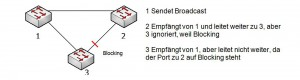 1 Sendet Broadcast
2 Empfängt von 1 und leitet weiter zu 3, aber
3 ignoriert, weil Blocking
3 Empfängt von 1, aber leitet nicht weiter, da
der Port zu 2 auf Blocking steht
1
2
Blocking
3